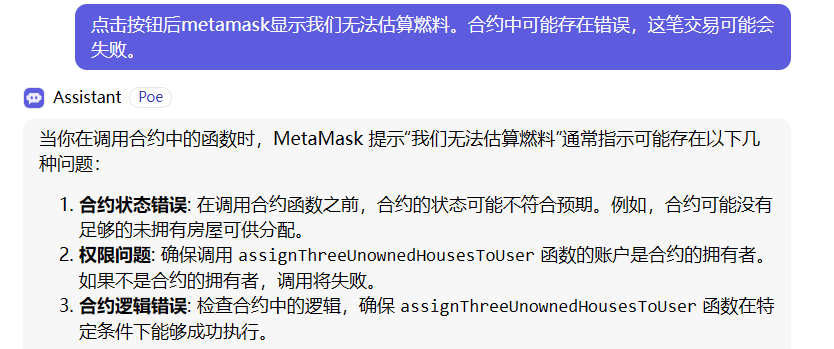 点击按钮后metamask显示我们无法估算燃料。合约中可能存在错误，这笔交易可能会
失败。
Assistant Poe
当你在调用合约中的函数时，MetaMask 提示“我们无法估算燃料”通常指示可能存在以下几
种问题：
1. 合约状态错误: 在调用合约函数之前，合约的状态可能不符合预期。例如，合约可能没有
足够的未拥有房屋可供分配。
2. 权限问题: 确保调用 assignThreeUnownedHousesToUser 函数的账户是合约的拥有者。
如果不是合约的拥有者，调用将失败。
3. 合约逻辑错误: 检查合约中的逻辑，确保 assignThreeUnownedHousesToUser 函数在特
定条件下能够成功执行。